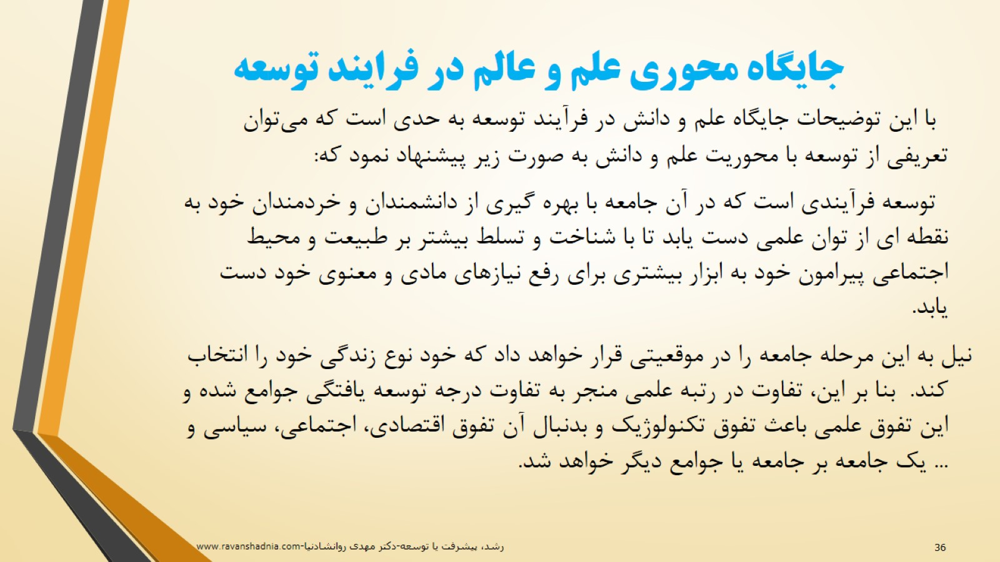 جایگاه محوری علم و عالم در فرایند توسعه
با این توضیحات جایگاه علم و دانش در فرآیند توسعه به حدی است که می‌توان
تعریفی از توسعه با محوریت علم و دانش به صورت زیر پیشنهاد نمود که:
توسعه فرآیندی است که در آن جامعه با بهره گیری از دانشمندان و خردمندان خود به
نقطه ای از توان علمی دست یابد تا با شناخت و تسلط بیشتر بر طبیعت و محیط
اجتماعی پیرامون خود به ابزار بیشتری برای رفع نیازهای مادی و معنوی خود دست
یابد.
نیل به این مرحله جامعه را در موقعیتی قرار خواهد داد که خود نوع زندگی خود را انتخاب
کند. بنا بر این، تفاوت در رتبه علمی منجر به تفاوت درجه توسعه یافتگی جوامع شده و
این تفوق علمی باعث تفوق تکنولوژیک و بدنبال آن تفوق اقتصادی، اجتماعی، سیاسی و
... یک جامعه بر جامعه یا جوامع دیگر خواهد شد.
رشد، پیشرفت یا توسعه-دکتر مهدی روانشادنیا-www.ravanshadnia.com
36